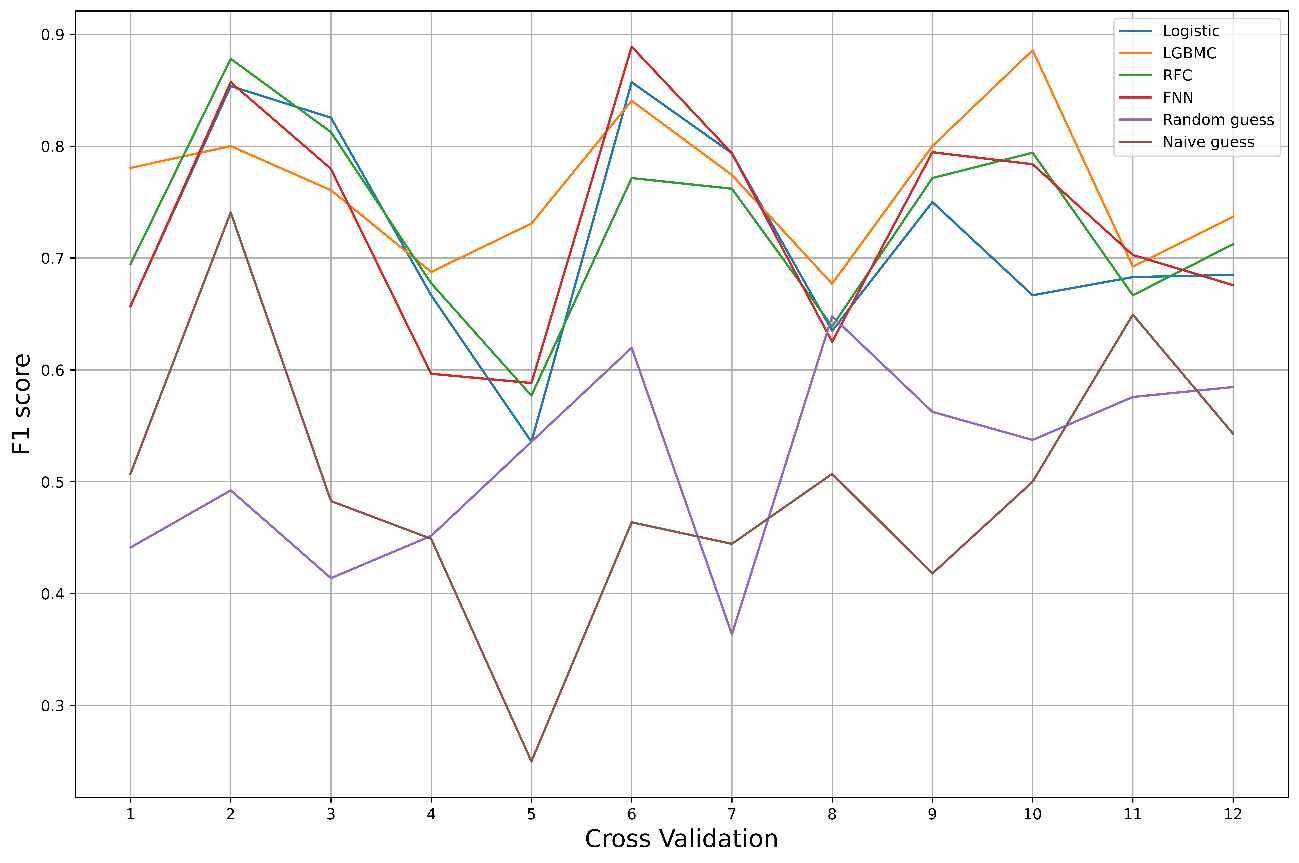 0.9
0.8
0.7
0.6
0.5
0.4
0.3
F1 score
1 2 3 4 5 6 7 8 9 10 11 12
Cross Validation
Logistic
LGBMC
RFC
FNN
Random guess
Naive guess